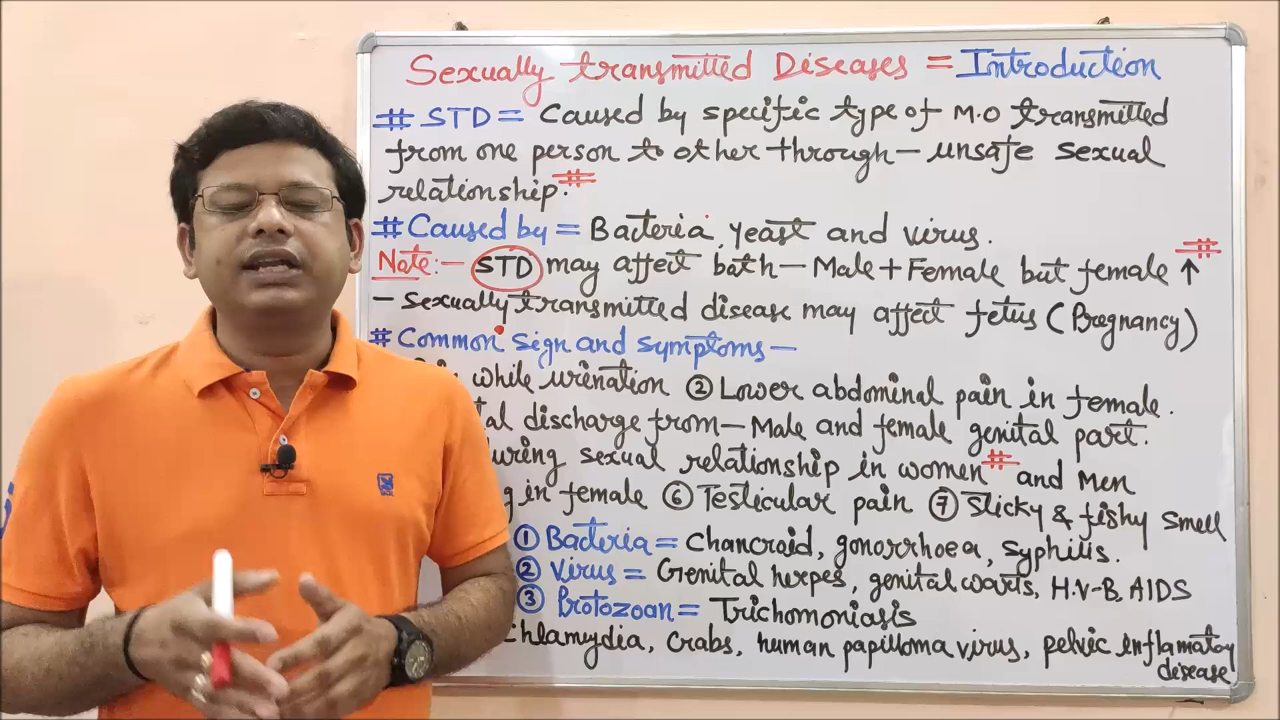 Sexually transmitted Diseases = Introduction
# STD = Caused by specific type of M.O transmitted
from one person to other through — unsafe sexual
relationship. #
# Caused by = Bacteria, yeast and virus. #
Note:- STD may affect both — Male + Female but female ↑
- Sexually transmitted disease may affect fetus (Pregnancy)
# Common sign and symptoms —
while urination ② Lower abdominal pain in female.
discharge from — Male and female genital part.
sexual relationship in women # and Men
in female ⑥ Testicular pain ⑦ Sticky & fishy smell
① Bacteria = Chancroid, gonorrhoea, syphilis.
② Virus = Genital herpes, genital warts, H.V-B, AIDS
③ Protozoan = Trichomoniasis
Chlamydia, Crabs, human papilloma virus, pelvic inflamatory
disease